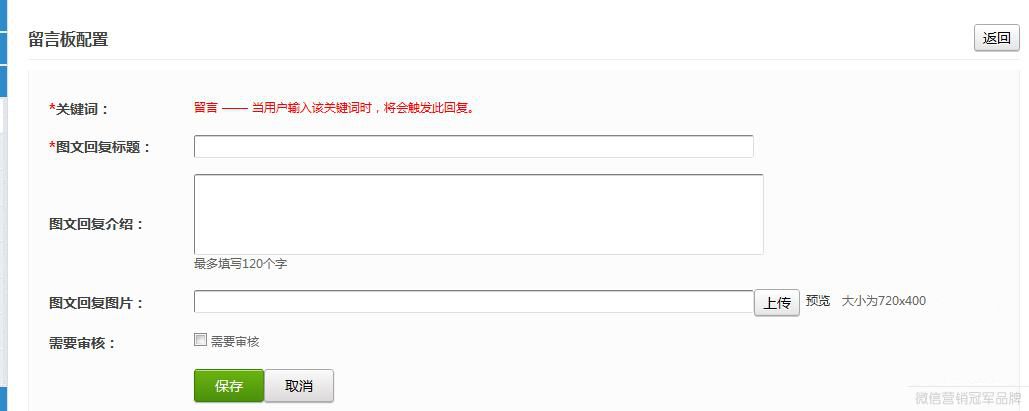 留言板配置
返回
*关键词：
留言 —— 当用户输入该关键词时，将会触发此回复。
*图文回复标题：
图文回复介绍：
最多填写120个字
图文回复图片：
上传 预览 大小为720x400
需要审核：
需要审核
保存 取消
微信营销冠军品牌